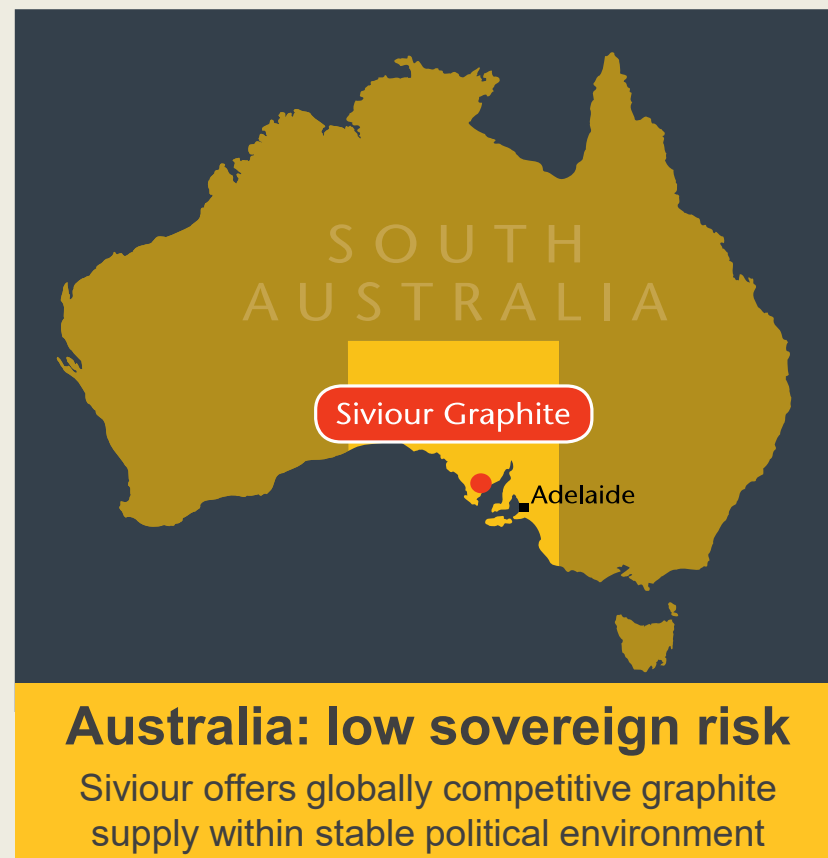 SOUTH
AUSTRALIA
Siviour Graphite
Adelaide
Australia: low sovereign risk
Siviour offers globally competitive graphite
supply within stable political environment